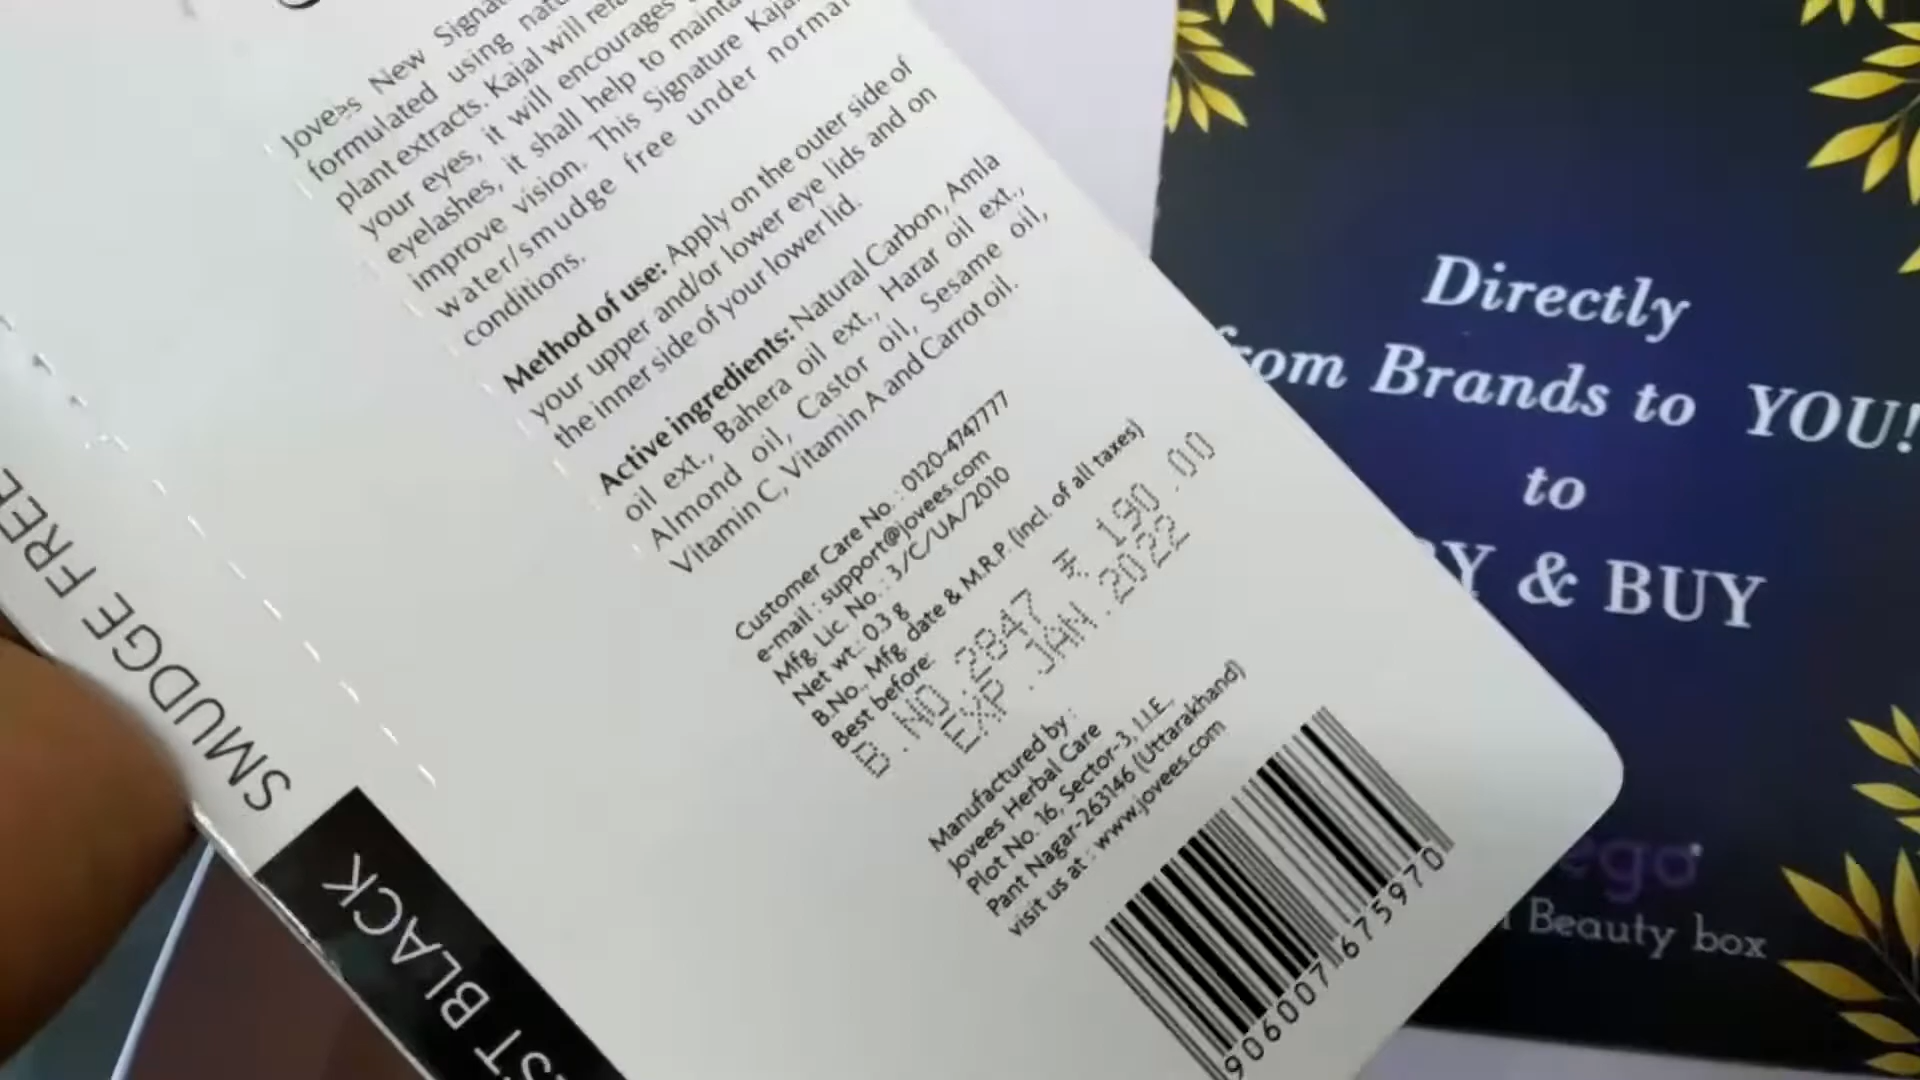 Jovees New Signat
formulated using natu
plant extracts. Kajal will rela
your eyes, it will encourages
eyelashes, it shall help to mainta
improve vision. This Signature Kajal
water/smudge free under normal
conditions.
Method of use: Apply on the outer side of
your upper and/or lower eye lids and on
the inner side of your lower lid.
Active ingredients: Natural Carbon, Amla
oil ext., Bahera oil ext., Harar oil ext.,
Almond oil, Castor oil, Sesame oil,
Vitamin C, Vitamin A and Carrot oil.
Customer Care No. : 0120-4747777
e-mail : support@jovees.com
Mfg. Lic. No. : 3/C/UA/2010
Net wt.: 0.3 g
B.No., Mfg. date & M.R.P. (incl. of all taxes)
Best before:
B.NO.2847 ₹ 190.00
EXP.JAN.2022
Manufactured by :
Jovees Herbal Care
Plot No. 16, Sector-3, I.I.E,
Pant Nagar-263146 (Uttarakhand)
visit us at : www.jovees.com
906007 675970
SMUDGE FREE
ST BLACK
Directly
from Brands to YOU!
to
Y & BUY
ego
Beauty box